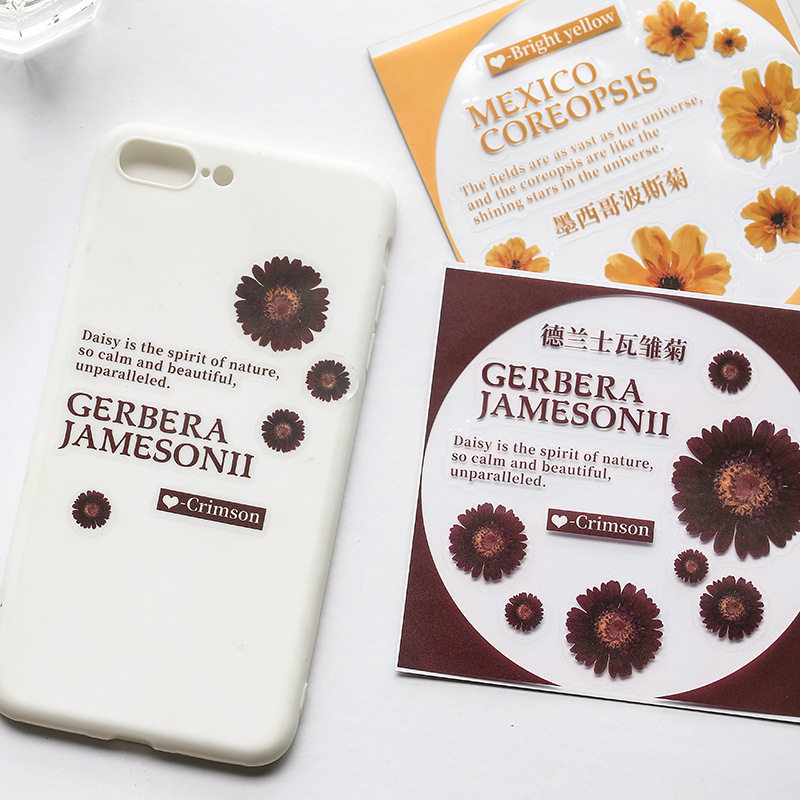 Daisy is the spirit of nature,
so calm and beautiful,
unparalleled.
GERBERA
JAMESONII
-Crimson
-Bright yellow
MEXICO
COREOPSIS
The fields are as vast as the universe,
and the coreopsis are like the
shining stars in the universe.
墨西哥波斯菊
德兰士瓦雏菊
GERBERA
JAMESONII
Daisy is the spirit of nature,
so calm and beautiful,
unparalleled.
-Crimson